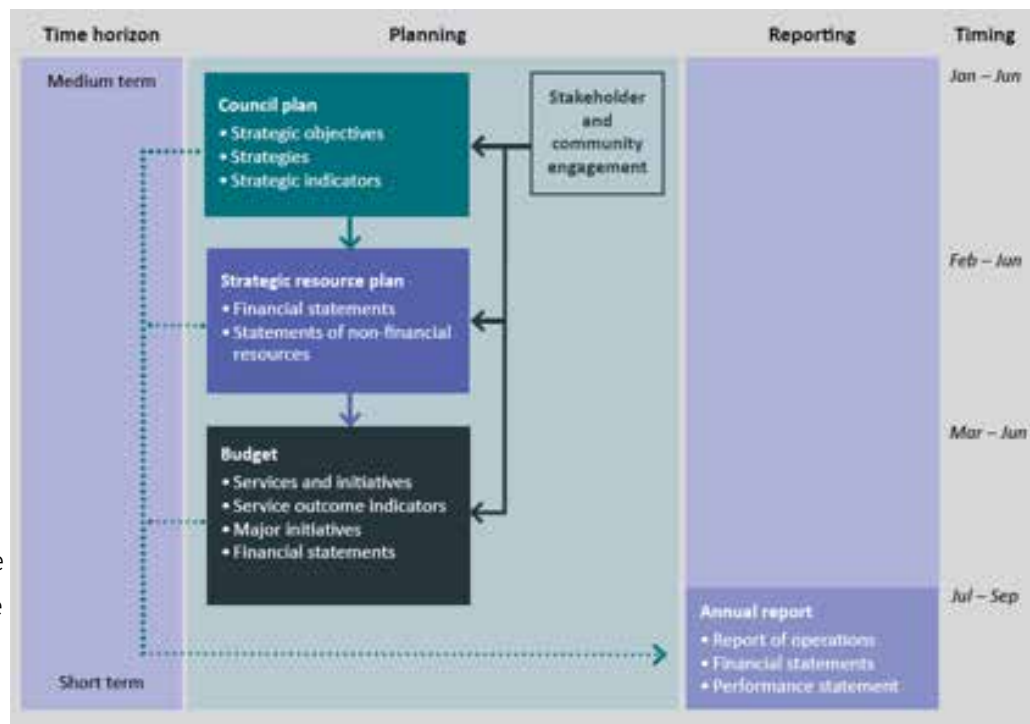 Time horizon
Planning
Reporting
Timing
Medium term
Council plan
• Strategic objectives
• Strategies
• Strategic indicators
Stakeholder
and
community
engagement
Jan – Jun
Strategic resource plan
• Financial statements
• Statements of non-financial
resources
Feb – Jun
Budget
• Services and initiatives
• Service outcome indicators
• Major initiatives
• Financial statements
Mar – Jun
Jul – Sep
Annual report
• Report of operations
• Financial statements
• Performance statement
Short term